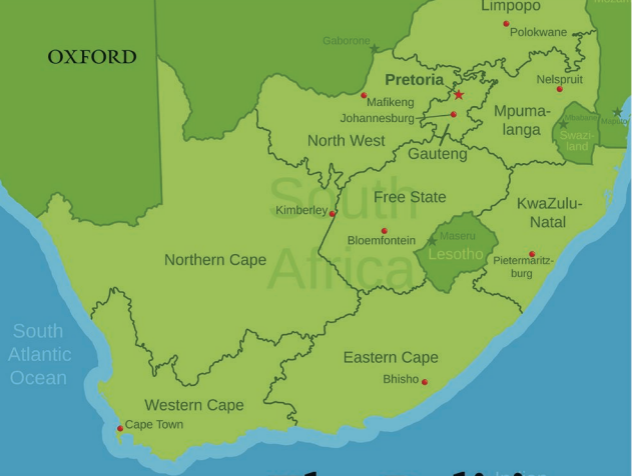 Limpopo
OXFORD
Polokwane
Gaborone
Pretoria
Nelspruit
Mafikeng
Mpuma-
langa
Johannesburg
North West
Swazi-
land
Gauteng
South
Africa
Free State
KwaZulu-
Natal
Kimberley
Bloemfontein
Maseru
Lesotho
Northern Cape
Pietermaritz-
burg
South
Atlantic
Ocean
Eastern Cape
Bhisho
Western Cape
Cape Town